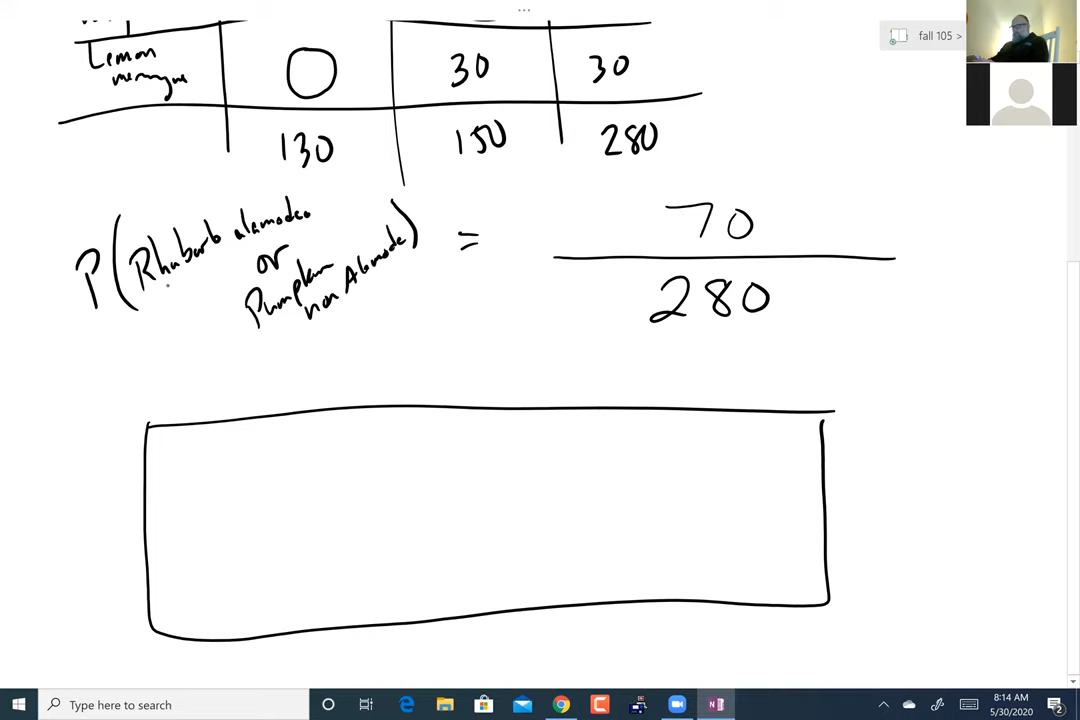 fall 105 >
Lemon
meringue
0 30 30
130 150 280
P(Rhubarb alamode
or
Pumpkin
non Alamode) = 70
280
Type here to search
8:14 AM
5/30/2020
2